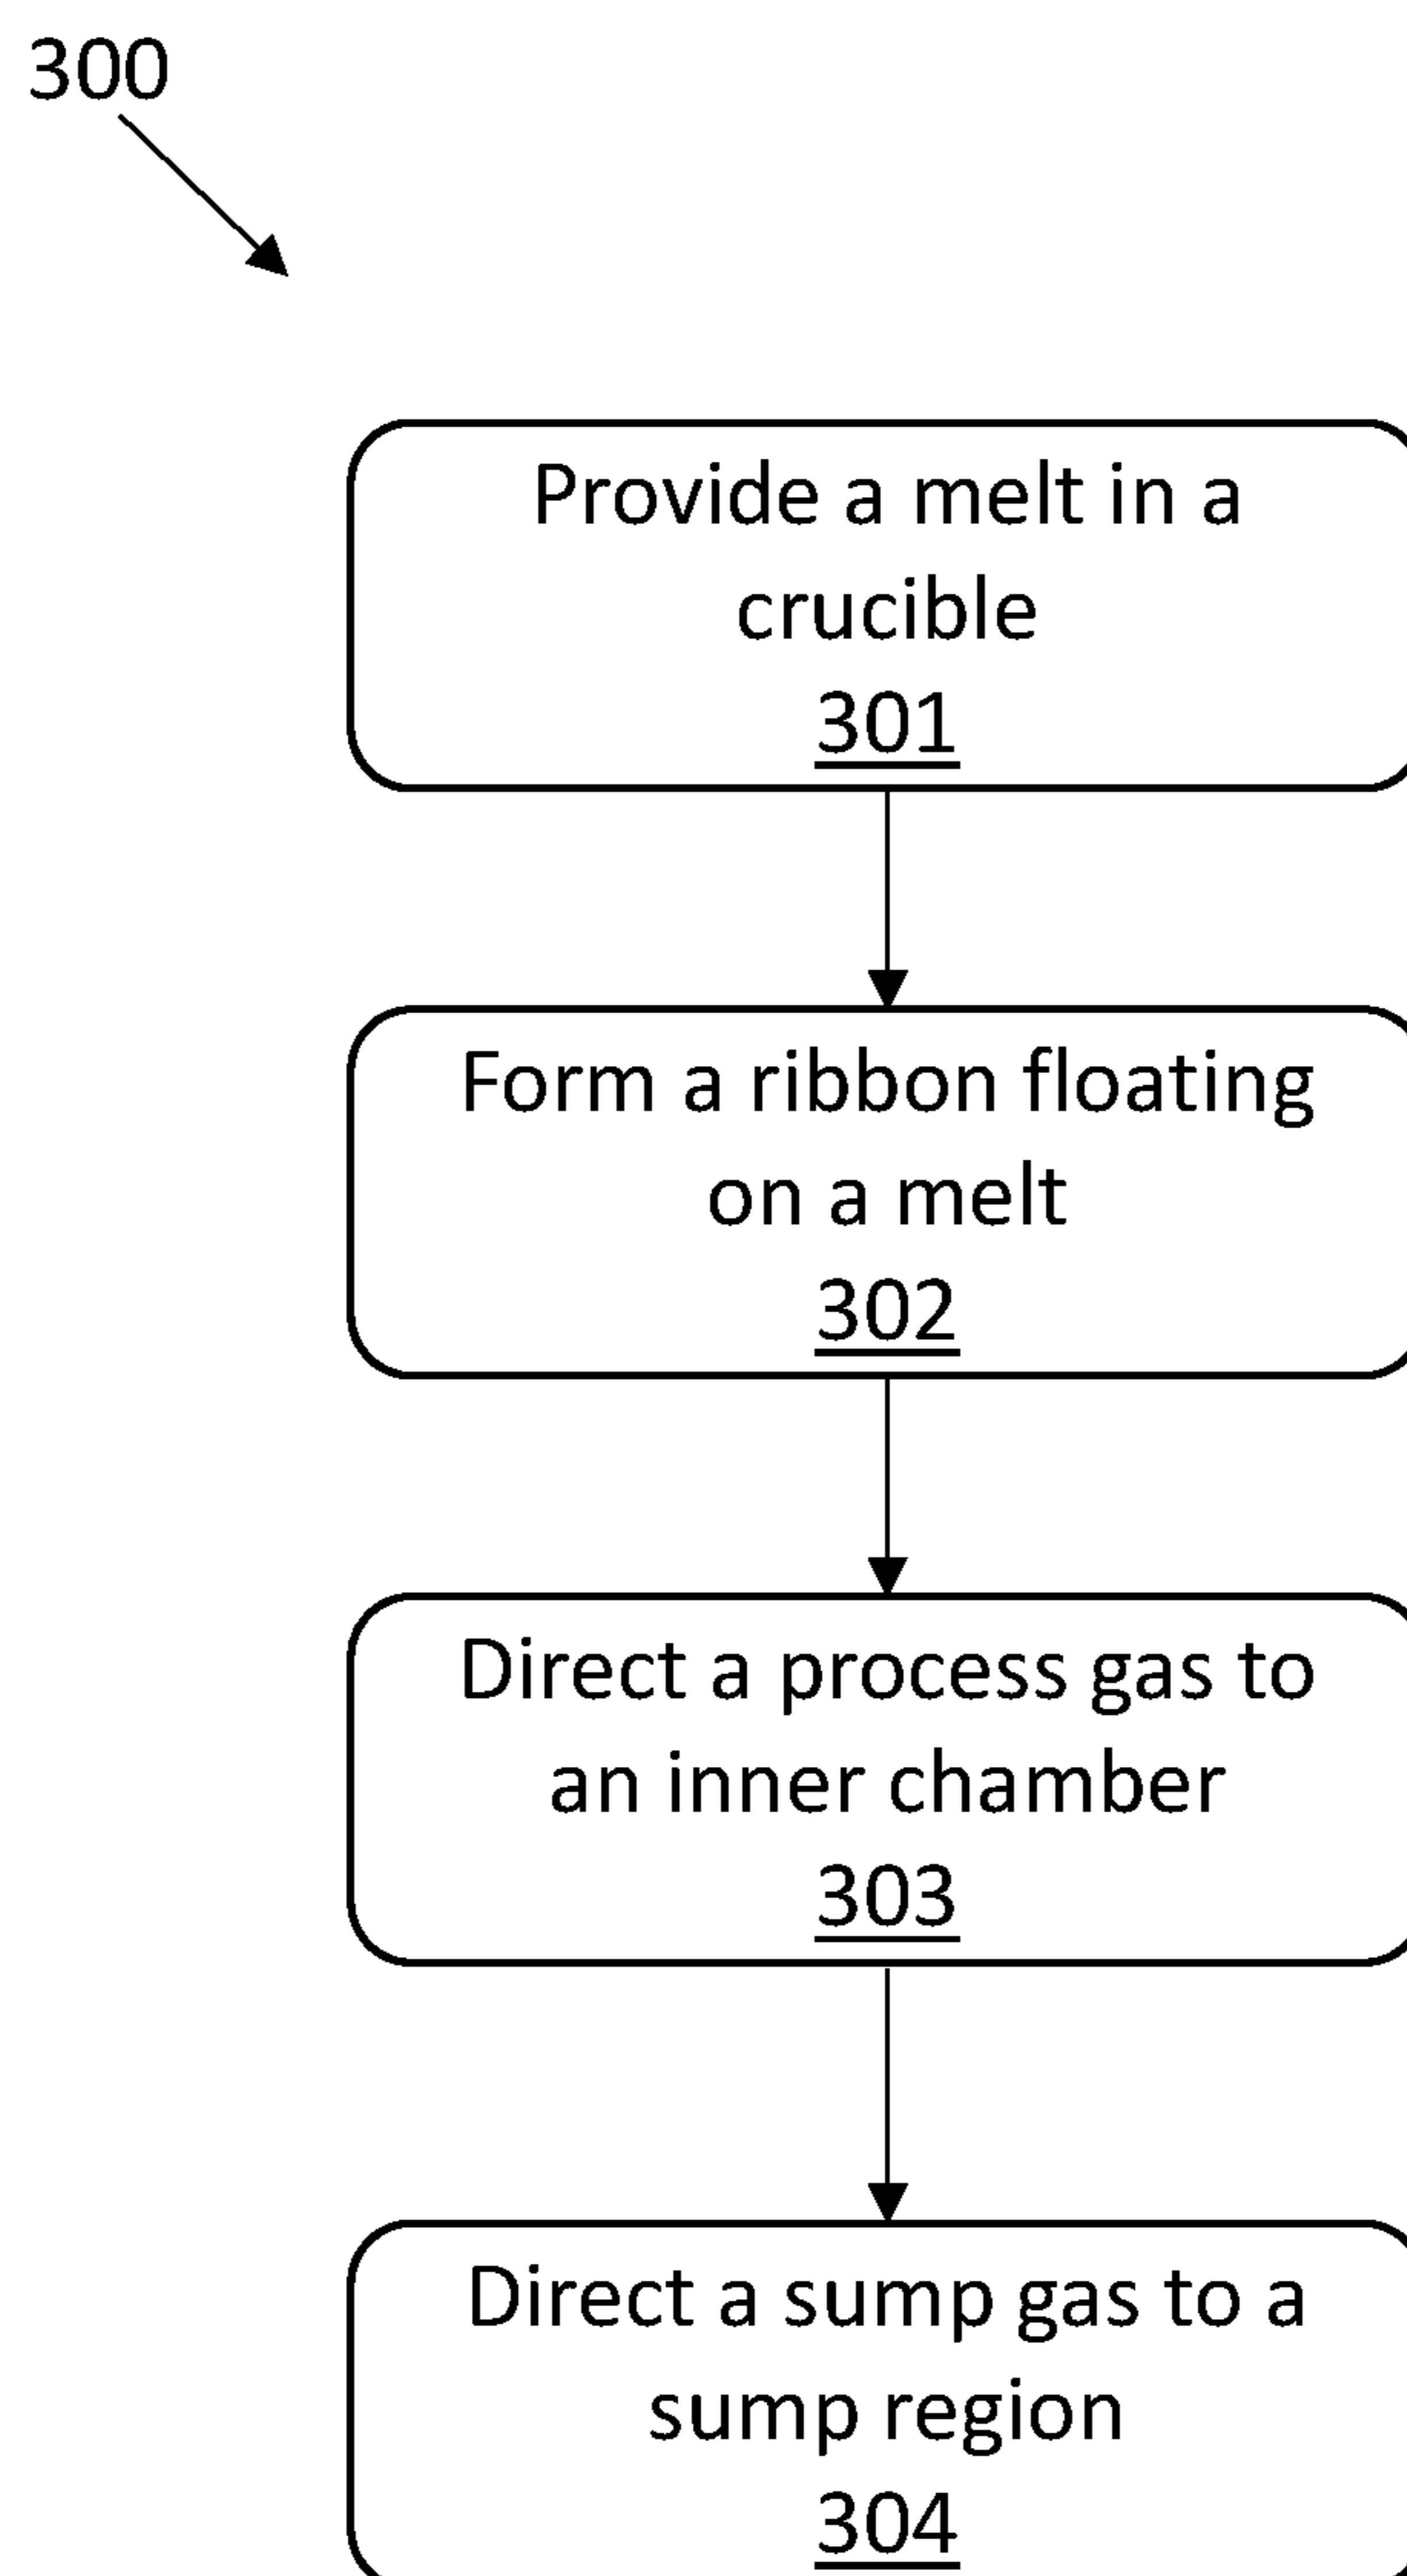 300
Provide a melt in a
crucible
301
Form a ribbon floating
on a melt
302
Direct a process gas to
an inner chamber
303
Direct a sump gas to a
sump region
304